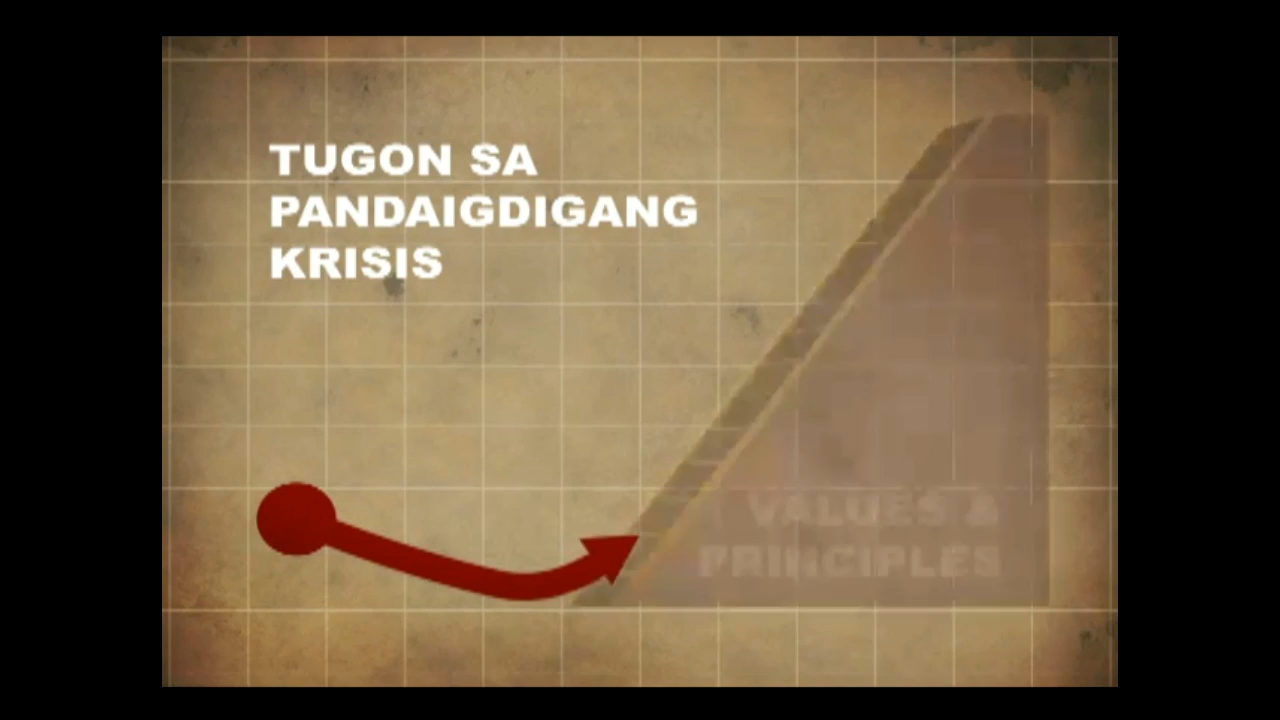 TUGON SA
PANDAIGDIGANG
KRISIS
VALUES &
PRINCIPLES